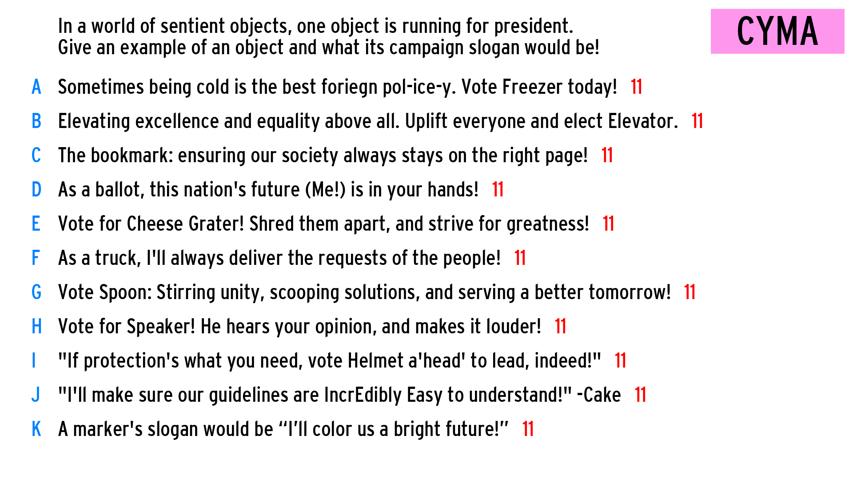 In a world of sentient objects, one object is running for president.
Give an example of an object and what its campaign slogan would be!
CYMA
A Sometimes being cold is the best foriegn pol-ice-y. Vote Freezer today! 11
B Elevating excellence and equality above all. Uplift everyone and elect Elevator. 11
C The bookmark: ensuring our society always stays on the right page! 11
D As a ballot, this nation's future (Me!) is in your hands! 11
E Vote for Cheese Grater! Shred them apart, and strive for greatness! 11
F As a truck, I'll always deliver the requests of the people! 11
G Vote Spoon: Stirring unity, scooping solutions, and serving a better tomorrow! 11
H Vote for Speaker! He hears your opinion, and makes it louder! 11
I "If protection's what you need, vote Helmet a'head' to lead, indeed!" 11
J "I'll make sure our guidelines are IncrEdibly Easy to understand!" -Cake 11
K A marker's slogan would be “I’ll color us a bright future!” 11